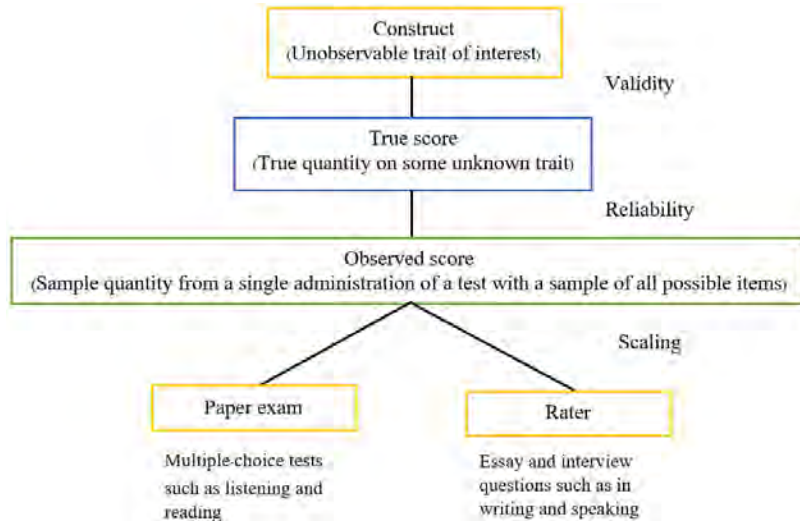 Construct
(Unobservable trait of interest)
Validity
True score
(True quantity on some unknown trait)
Reliability
Observed score
(Sample quantity from a single administration of a test with a sample of all possible items)
Scaling
Paper exam
Rater
Multiple-choice tests
such as listening and
reading
Essay and interview
questions such as in
writing and speaking